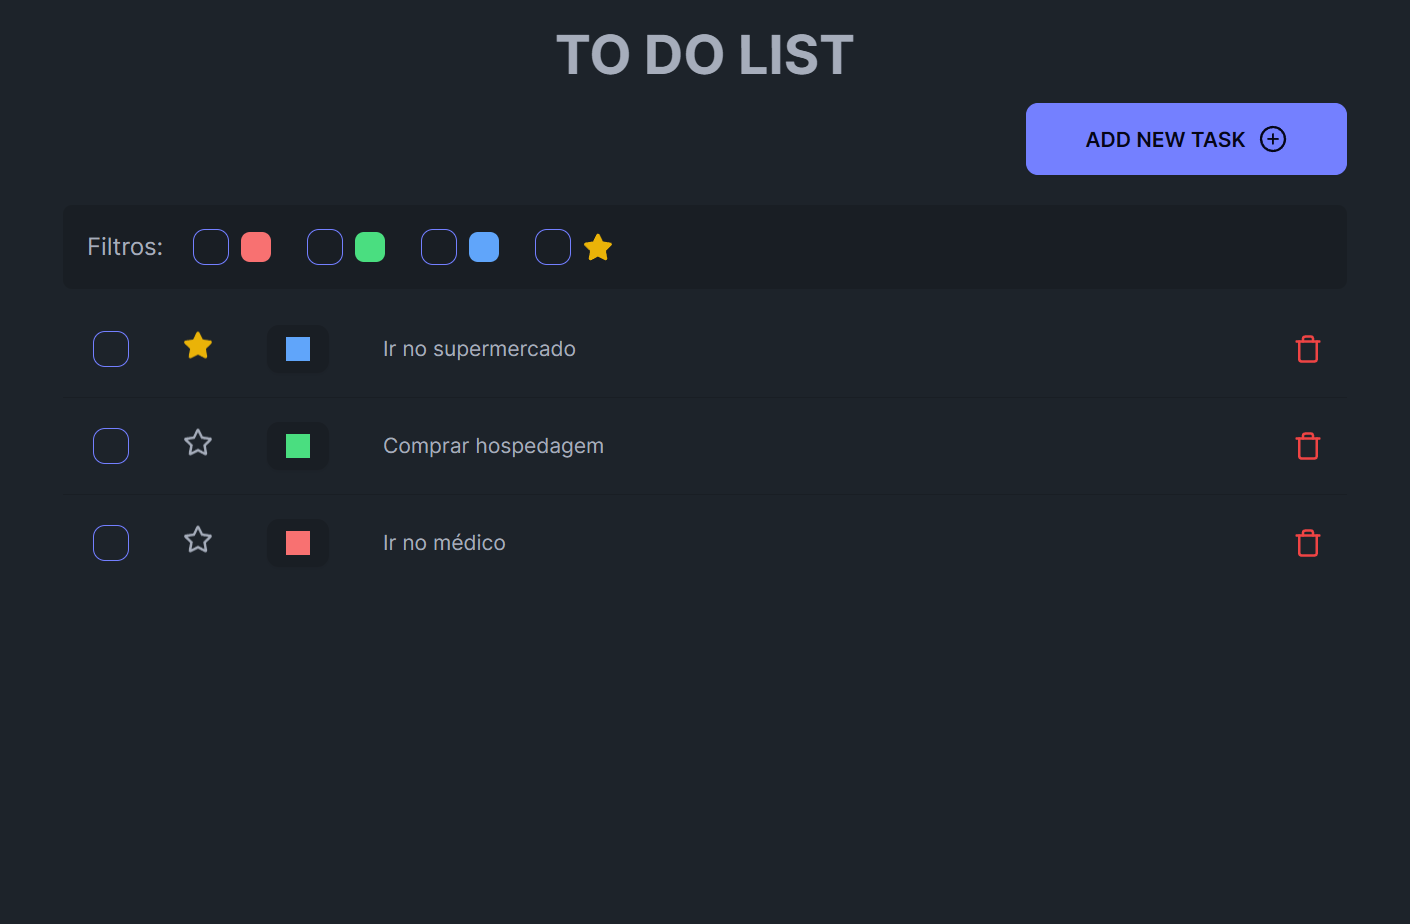 TO DO LIST
ADD NEW TASK
Filtros:
Ir no supermercado
Comprar hospedagem
Ir no médico